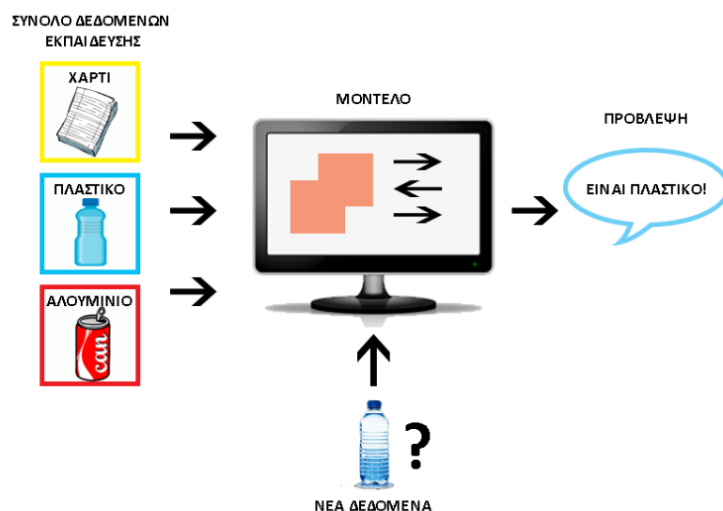 ΣΥΝΟΛΟ ΔΕΔΟΜΕΝΩΝ
ΕΚΠΑΙΔΕΥΣΗΣ
ΧΑΡΤΙ
ΠΛΑΣΤΙΚΟ
ΑΛΟΥΜΙΝΙΟ
can
ΜΟΝΤΕΛΟ
ΠΡΟΒΛΕΨΗ
ΕΙΝΑΙ ΠΛΑΣΤΙΚΟ!
?
ΝΕΑ ΔΕΔΟΜΕΝΑ